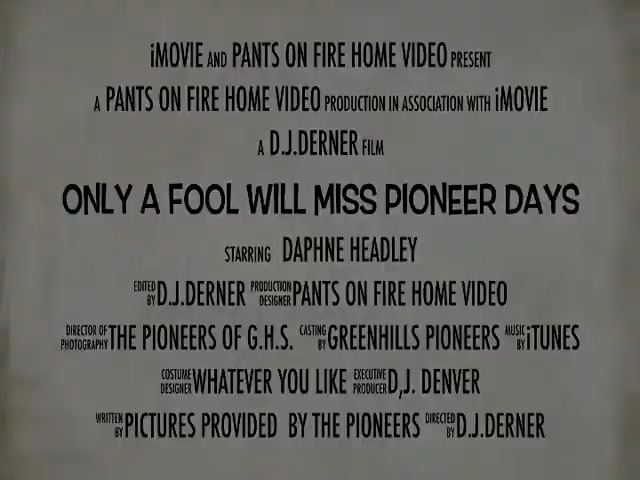 iMOVIE AND PANTS ON FIRE HOME VIDEO PRESENT
A PANTS ON FIRE HOME VIDEO PRODUCTION IN ASSOCIATION WITH iMOVIE
A D.J.DERNER FILM
ONLY A FOOL WILL MISS PIONEER DAYS
STARRING DAPHNE HEADLEY
EDITED BY D.J.DERNER PRODUCTION DESIGNER PANTS ON FIRE HOME VIDEO
DIRECTOR OF PHOTOGRAPHY THE PIONEERS OF G.H.S. CASTING BY GREENHILLS PIONEERS MUSIC BY iTUNES
COSTUME DESIGNER WHATEVER YOU LIKE EXECUTIVE PRODUCER D,J. DENVER
WRITTEN BY PICTURES PROVIDED BY THE PIONEERS DIRECTED BY D.J.DERNER